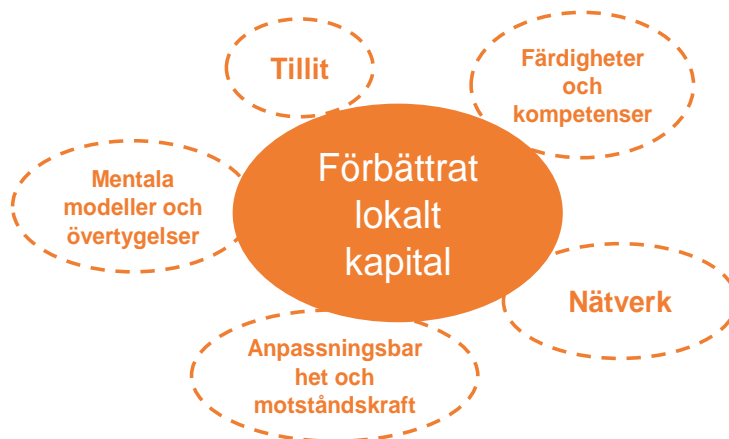 Tillit
Färdigheter
och
kompetenser
Mentala
modeller och
övertygelser
Förbättrat
lokalt
kapital
Nätverk
Anpassningsbar
het och
motståndskraft